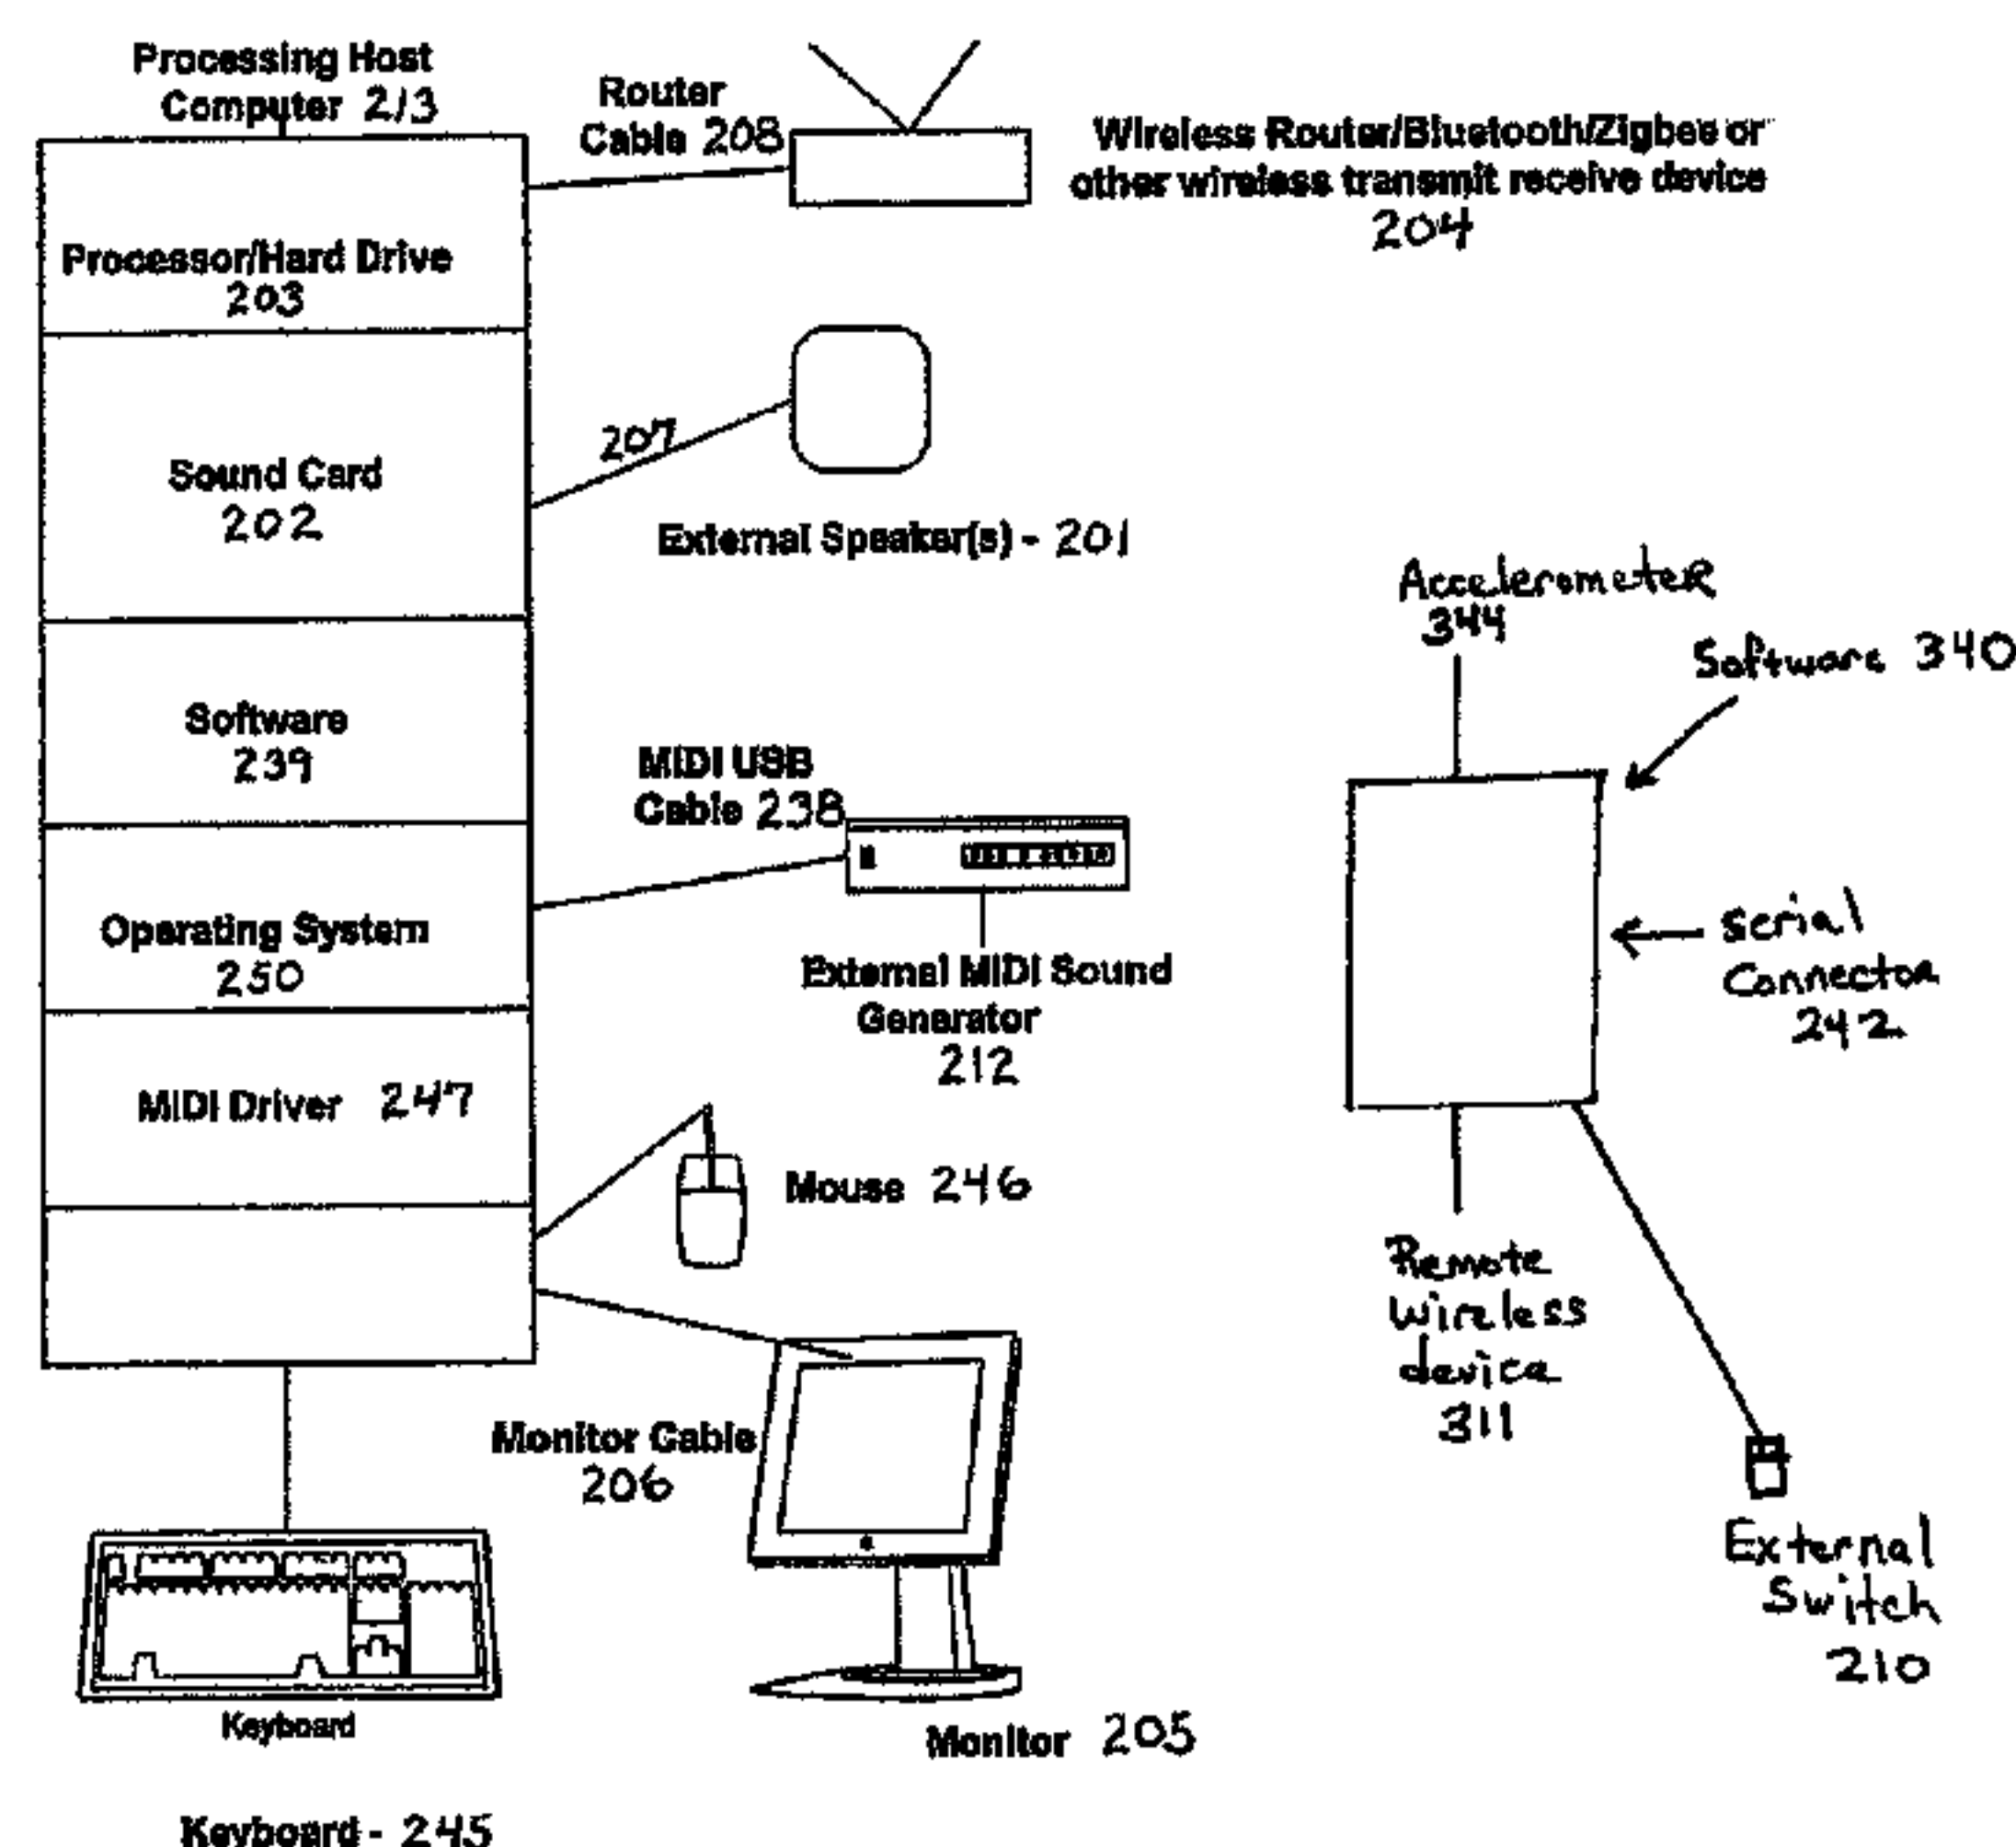 Processing Host
Computer 213
Router
Cable 208
Wireless Router/Bluetooth/Zigbee or
other wireless transmit receive device
204
Processor/Hard Drive
203
Sound Card
202
207
External Speaker(s) - 201
Accelerometer
344
Software 340
Software
239
MIDI USB
Cable 238
Operating System
250
External MIDI Sound
Generator
212
Serial
Connector
242
MIDI Driver 247
Mouse 246
Remote
wireless
device
311
Monitor Cable
206
External
Switch
210
Keyboard
Monitor 205
Keyboard - 245